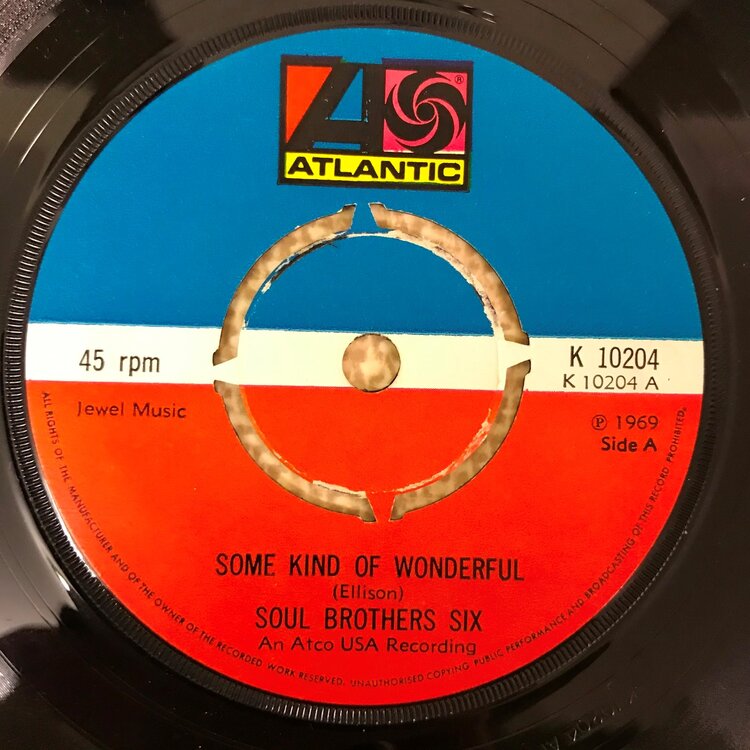 ®
ATLANTIC
45 rpm
K 10204
K 10204 A
Jewel Music
℗ 1969
Side A
SOME KIND OF WONDERFUL
(Ellison)
SOUL BROTHERS SIX
An Atco USA Recording
ALL RIGHTS OF THE MANUFACTURER AND OF THE OWNER OF THE RECORDED WORK RESERVED. UNAUTHORISED COPYING PUBLIC PERFORMANCE AND BROADCASTING OF THIS RECORD PROHIBITED.